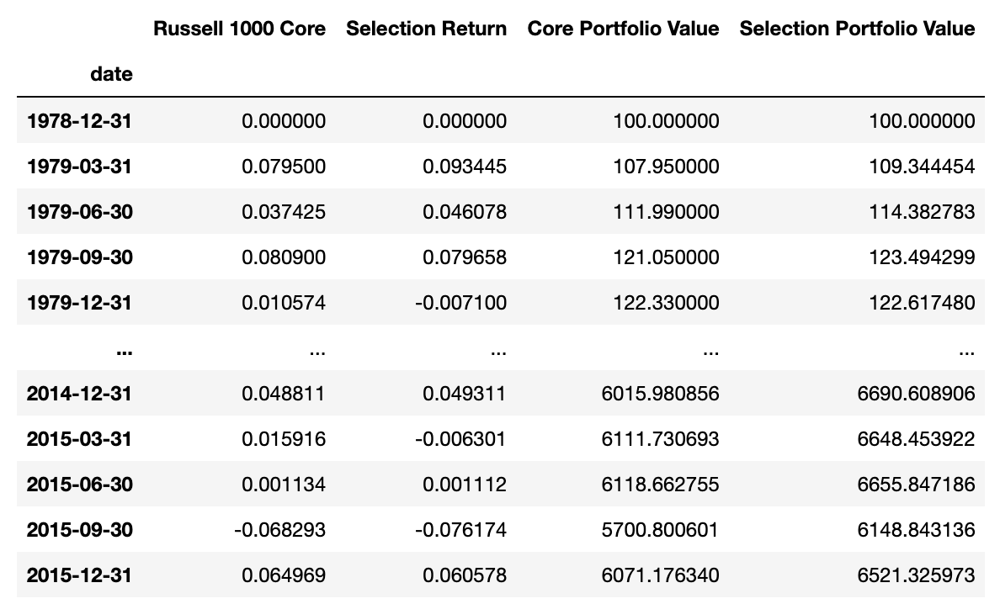 Russell 1000 Core Selection Return Core Portfolio Value Selection Portfolio Value
date
1978-12-31 0.000000 0.000000 100.000000 100.000000
1979-03-31 0.079500 0.093445 107.950000 109.344454
1979-06-30 0.037425 0.046078 111.990000 114.382783
1979-09-30 0.080900 0.079658 121.050000 123.494299
1979-12-31 0.010574 -0.007100 122.330000 122.617480
... ... ... ... ...
2014-12-31 0.048811 0.049311 6015.980856 6690.608906
2015-03-31 0.015916 -0.006301 6111.730693 6648.453922
2015-06-30 0.001134 0.001112 6118.662755 6655.847186
2015-09-30 -0.068293 -0.076174 5700.800601 6148.843136
2015-12-31 0.064969 0.060578 6071.176340 6521.325973